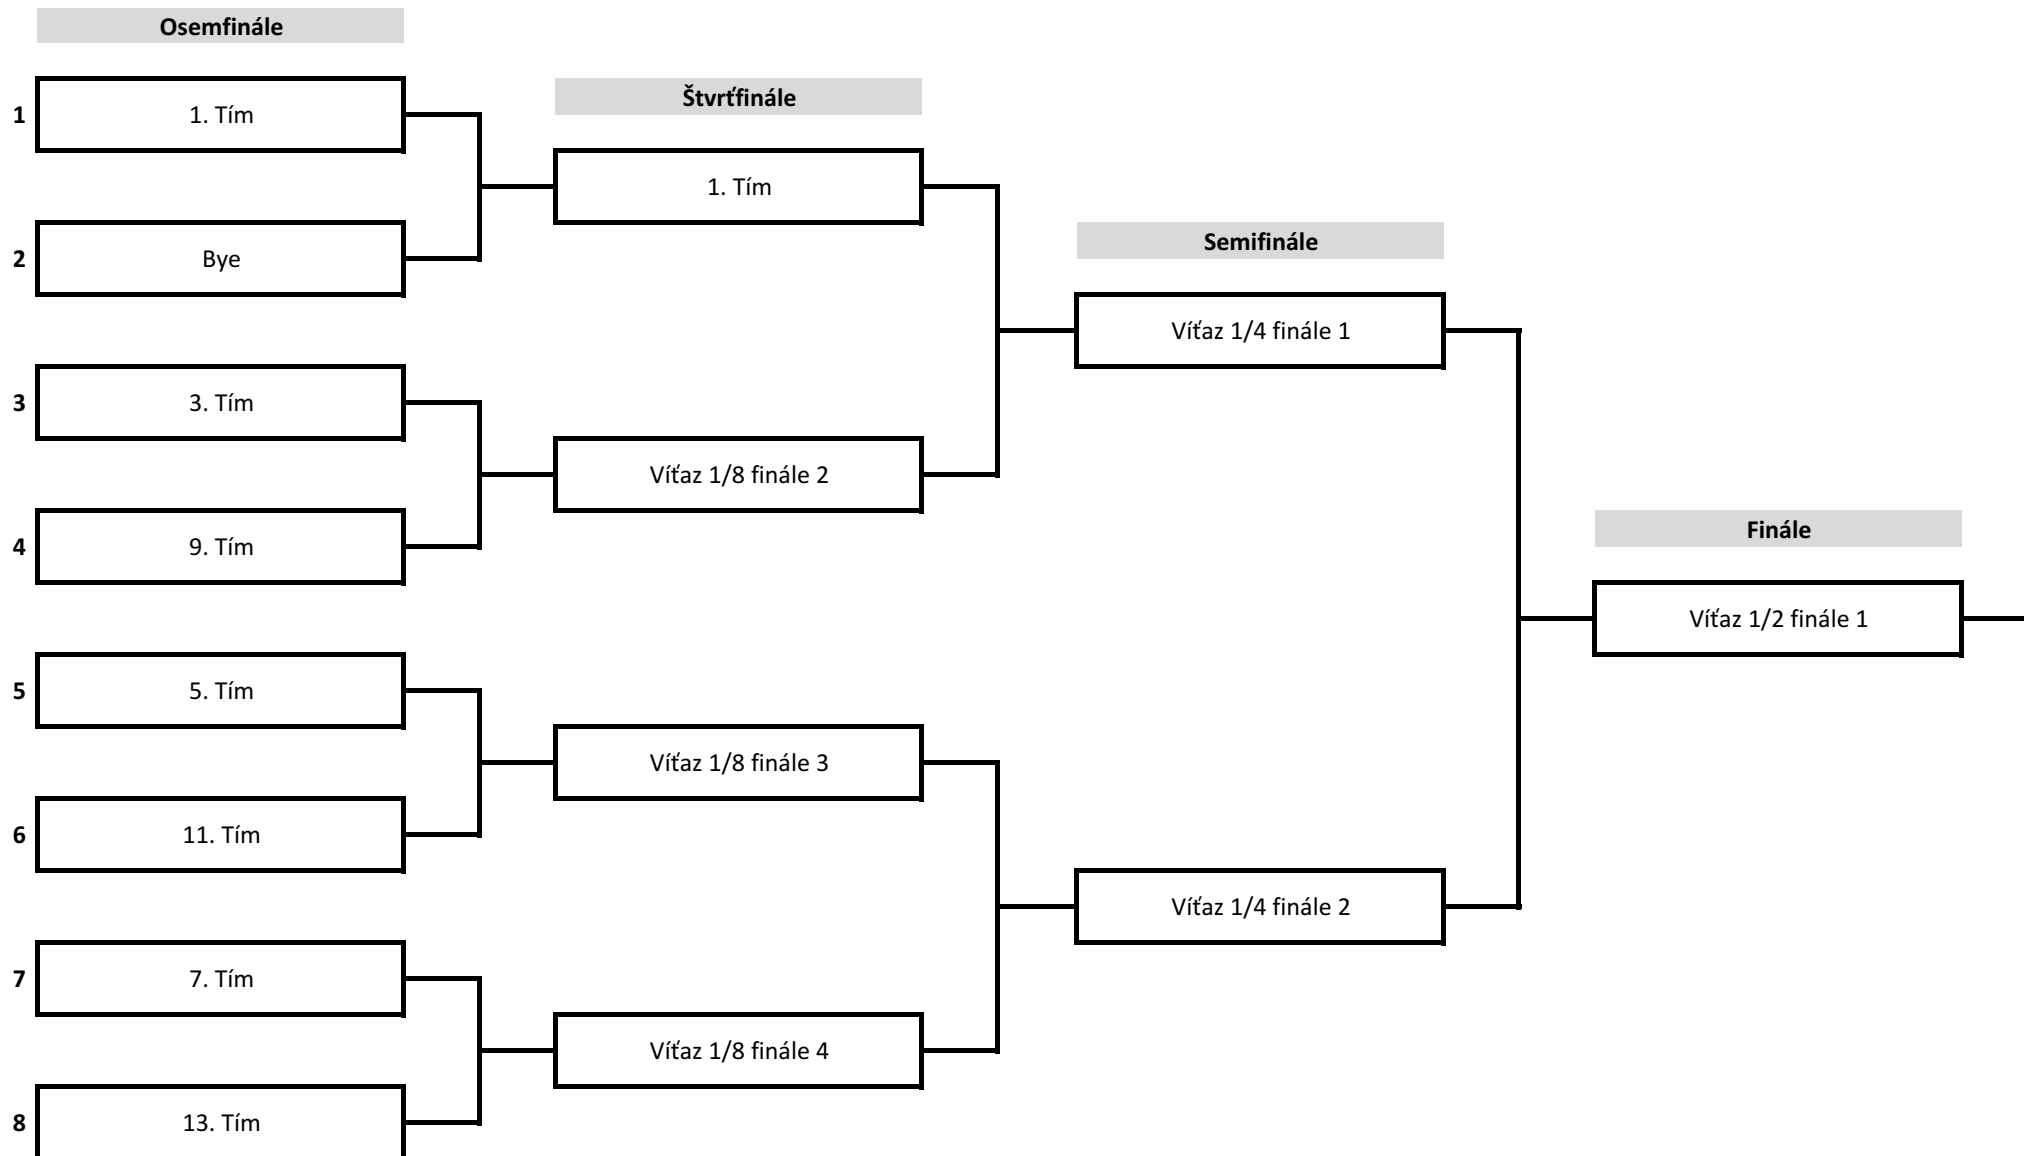 Osemfinále
1
1. Tím
2
Bye
3
3. Tím
4
9. Tím
5
5. Tím
6
11. Tím
7
7. Tím
8
13. Tím
Štvrťfinále
1. Tím
Víťaz 1/8 finále 2
Víťaz 1/8 finále 3
Víťaz 1/8 finále 4
Semifinále
Víťaz 1/4 finále 1
Víťaz 1/4 finále 2
Finále
Víťaz 1/2 finále 1